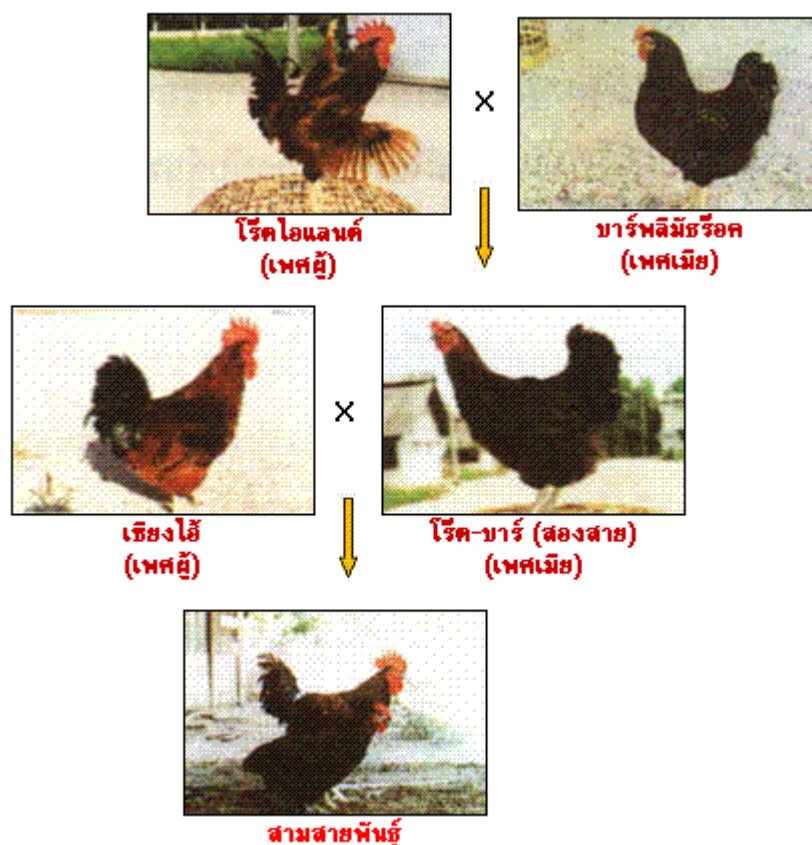 X
โร๊ดไอแลนด์
(เพศผู้)
บาร์พลีมัธร๊อค
(เพศเมีย)
X
เซียงไฮ้
(เพศผู้)
โร๊ด-บาร์ (สองสาย)
(เพศเมีย)
สามสายพันธุ์